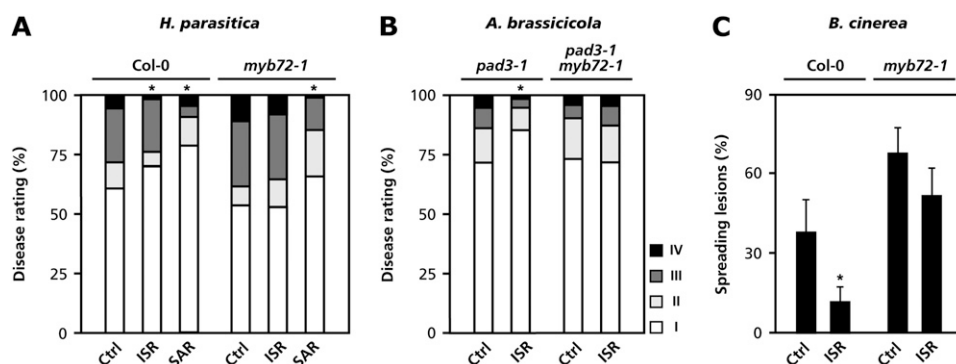 A
H. parasitica
Col-0
myb72-1
* * *
Disease rating (%)
100
75
50
25
0
Ctrl ISR SAR Ctrl ISR SAR
B
A. brassicicola
pad3-1
pad3-1
myb72-1
*
Disease rating (%)
100
75
50
25
0
Ctrl ISR Ctrl ISR
IV
III
II
I
C
B. cinerea
Col-0
myb72-1
Spreading lesions (%)
90
60
30
0
*
Ctrl ISR Ctrl ISR